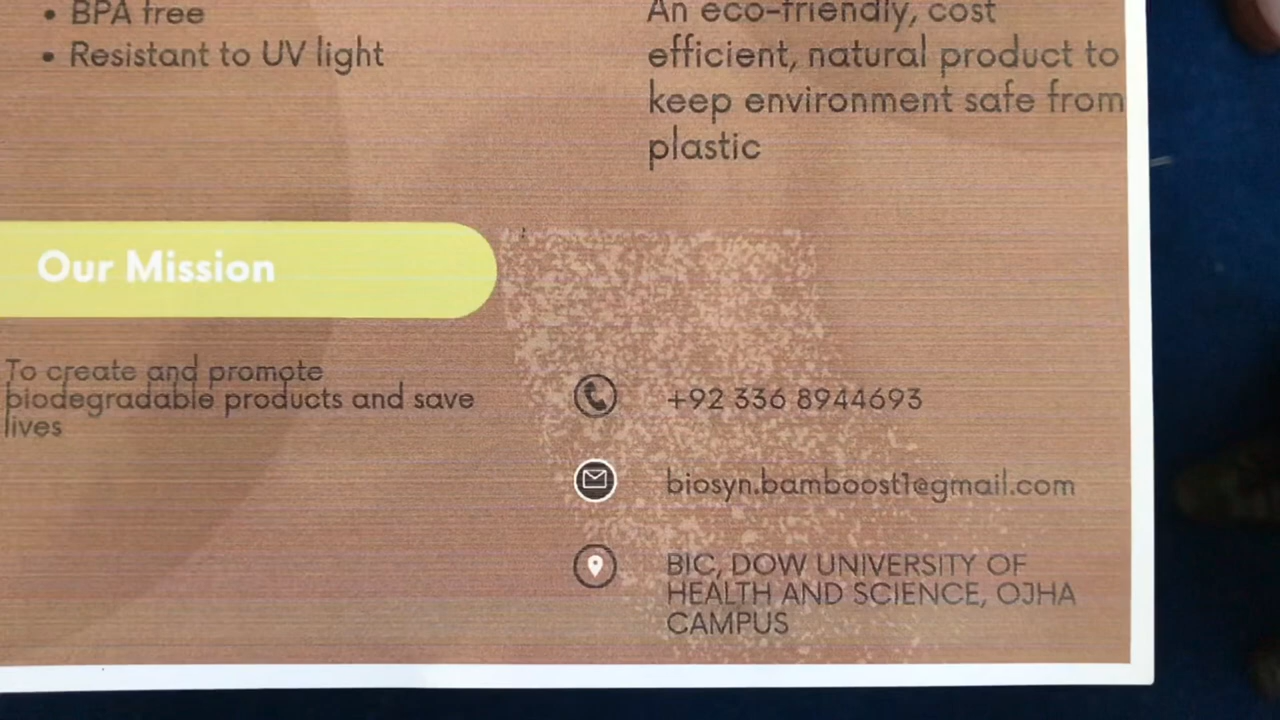 • BPA free
• Resistant to UV light
An eco-friendly, cost
efficient, natural product to
keep environment safe from
plastic
Our Mission
To create and promote
biodegradable products and save
lives
+92 336 8944693
biosyn.bamboost1@gmail.com
BIC, DOW UNIVERSITY OF
HEALTH AND SCIENCE, OJHA
CAMPUS